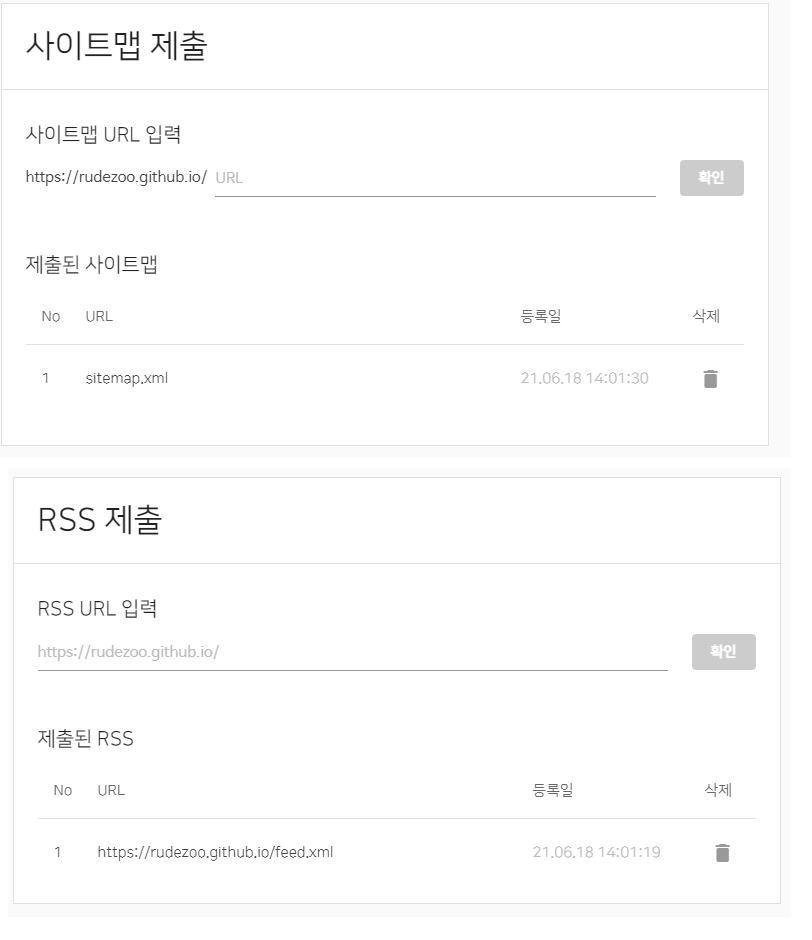 사이트맵 제출
사이트맵 URL 입력
https://rudezoo.github.io/ URL 확인
제출된 사이트맵
No URL 등록일 삭제
1 sitemap.xml 21.06.18 14:01:30
RSS 제출
RSS URL 입력
https://rudezoo.github.io/ 확인
제출된 RSS
No URL 등록일 삭제
1 https://rudezoo.github.io/feed.xml 21.06.18 14:01:19